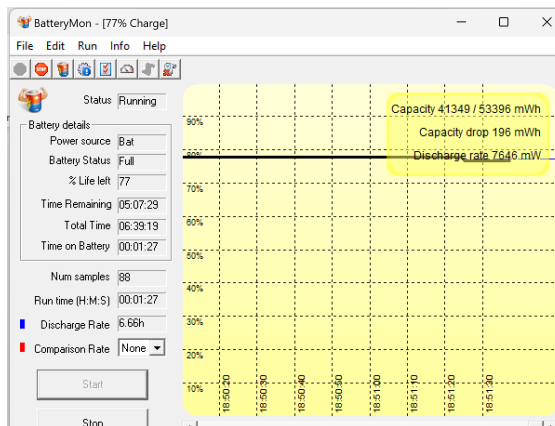 BatteryMon - [77% Charge]
File Edit Run Info Help
STOP
Status Running
Battery details
Power source Bat
Battery Status Full
% Life left 77
Time Remaining 05:07:29
Total Time 06:39:19
Time on Battery 00:01:27
Num samples 88
Run time (H:M:S) 00:01:27
Discharge Rate 6.66h
Comparison Rate None
Start
Stop
Capacity 41349 / 53396 mWh
Capacity drop 196 mWh
Discharge rate 7646 mW
90%
80%
70%
60%
50%
40%
30%
20%
10%
18:50:20
18:50:30
18:50:40
18:50:50
18:51:00
18:51:10
18:51:20
18:51:30